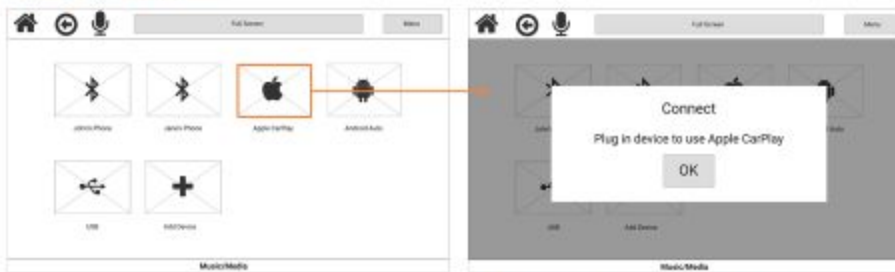 Full Screen
Menu
John's Phone
Jane's Phone
Apple CarPlay
Android Auto
USB
Add Device
Music/Media
Full Screen
Menu
Connect
Plug in device to use Apple CarPlay
OK
USB
Add Device
Music/Media